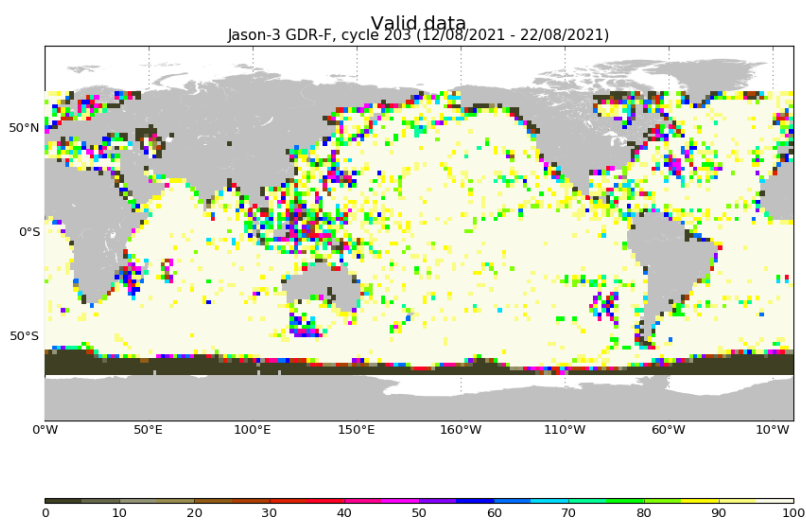 Valid data
Jason-3 GDR-F, cycle 203 (12/08/2021 - 22/08/2021)
50°N
0°S
50°S
0°W 50°E 100°E 150°E 160°W 110°W 60°W 10°W
0 10 20 30 40 50 60 70 80 90 100